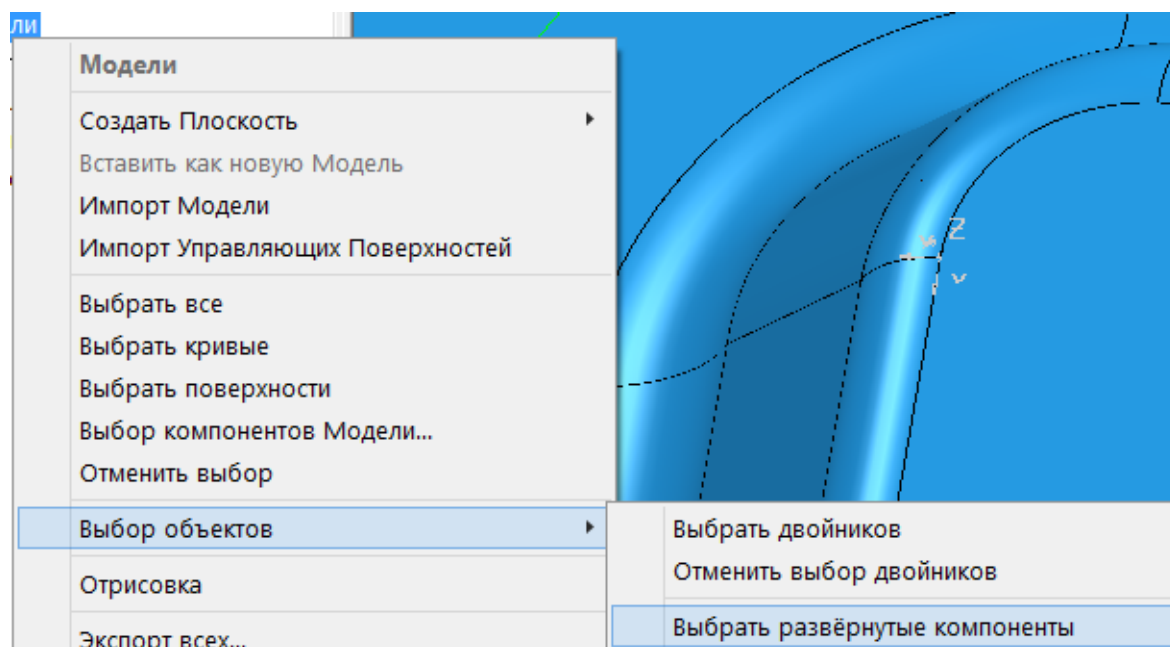 ли
Модели
Создать Плоскость
Вставить как новую Модель
Импорт Модели
Импорт Управляющих Поверхностей
Выбрать все
Выбрать кривые
Выбрать поверхности
Выбор компонентов Модели...
Отменить выбор
Выбор объектов
Отрисовка
Экспорт всех...
Выбрать двойников
Отменить выбор двойников
Выбрать развёрнутые компоненты
Z